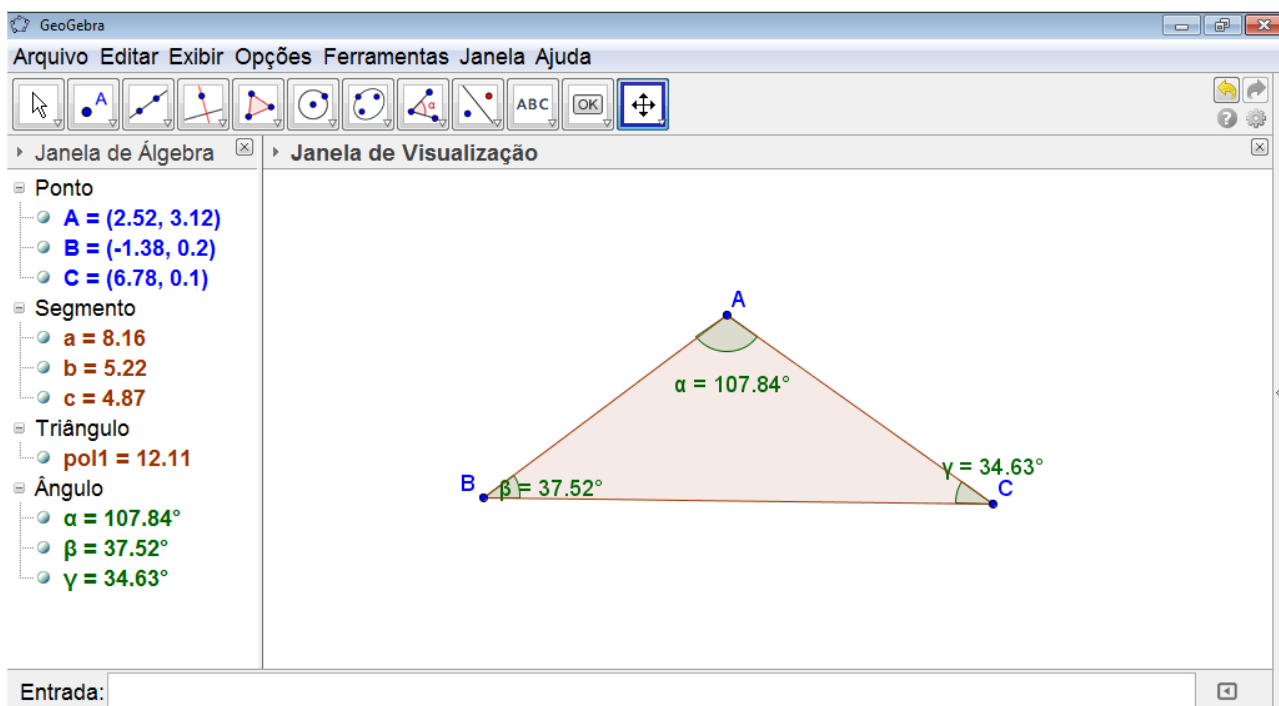 GeoGebra
Arquivo Editar Exibir Opções Ferramentas Janela Ajuda
A
α
ABC
OK
Janela de Álgebra
Janela de Visualização
Ponto
A = (2.52, 3.12)
B = (-1.38, 0.2)
C = (6.78, 0.1)
Segmento
a = 8.16
b = 5.22
c = 4.87
Triângulo
pol1 = 12.11
Ângulo
α = 107.84°
β = 37.52°
γ = 34.63°
A
α = 107.84°
B
β = 37.52°
γ = 34.63°
C
Entrada: